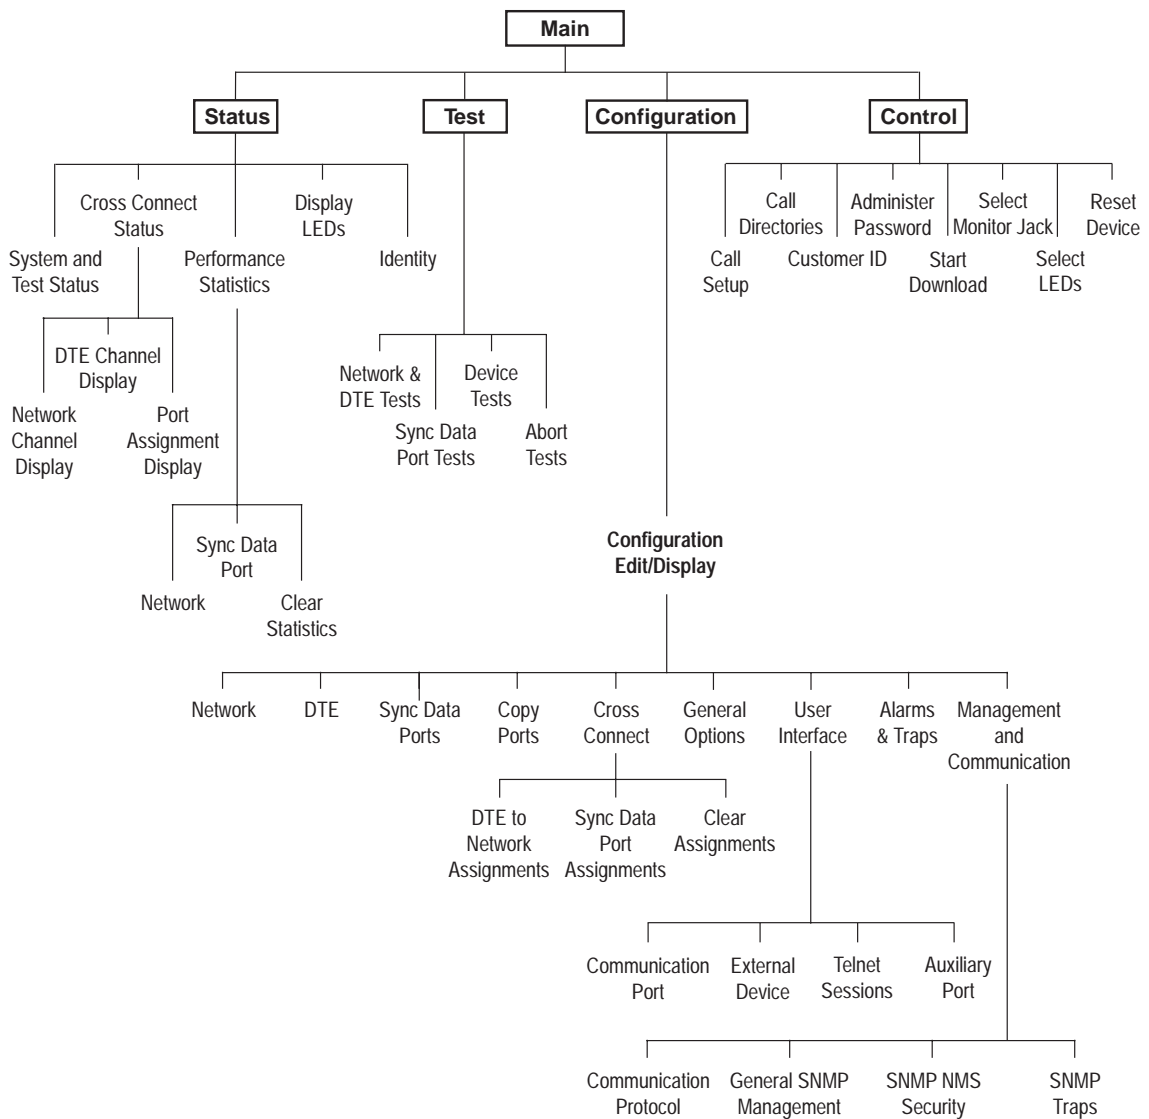 Main
Status
Test
Configuration
Control
Cross Connect
Status
Display
LEDs
System and
Test Status
Performance
Statistics
Identity
Call
Directories
Administer
Password
Select
Monitor Jack
Reset
Device
Call
Setup
Customer ID
Start
Download
Select
LEDs
DTE Channel
Display
Network
Channel
Display
Port
Assignment
Display
Network &
DTE Tests
Device
Tests
Sync Data
Port Tests
Abort
Tests
Sync Data
Port
Network
Clear
Statistics
Configuration
Edit/Display
Network
DTE
Sync Data
Ports
Copy
Ports
Cross
Connect
General
Options
User
Interface
Alarms
& Traps
Management
and
Communication
DTE to
Network
Assignments
Sync Data
Port
Assignments
Clear
Assignments
Communication
Port
External
Device
Telnet
Sessions
Auxiliary
Port
Communication
Protocol
General SNMP
Management
SNMP NMS
Security
SNMP
Traps